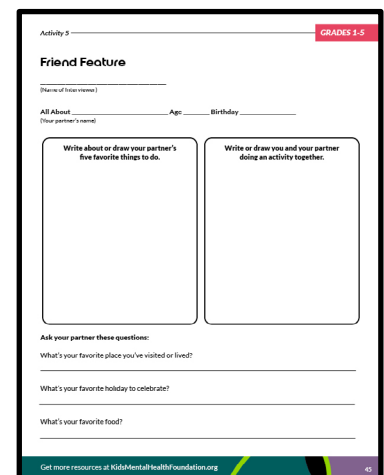 Activity 5
GRADES 1-5
Friend Feature
(Name of Interviewer)
All About Age Birthday
(Your partner's name)
Write about or draw your partner's
five favorite things to do.
Write or draw you and your partner
doing an activity together.
Ask your partner these questions:
What's your favorite place you've visited or lived?
What's your favorite holiday to celebrate?
What's your favorite food?
Get more resources at KidsMentalHealthFoundation.org
45